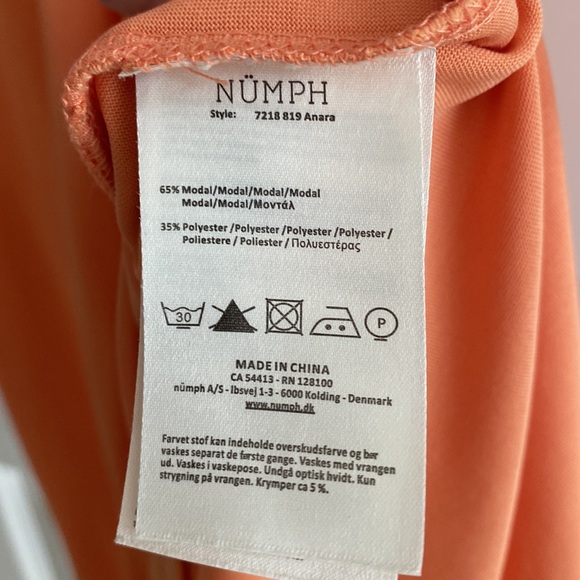 NÜMPH
Style: 7218 819 Anara
65% Modal/Modal/Modal/Modal
Modal/Modal/Μοντάλ
35% Polyester /Polyester /Polyester /Polyester /
Poliestere / Poliester / Πολυεστέρας
30
P
MADE IN CHINA
CA 54413 - RN 128100
nümph A/S - Ibsvej 1-3 - 6000 Kolding - Denmark
www.numph.dk
Farvet stof kan indeholde overskudsfarve og bør
vaskes separat de første gange. Vaskes med vrangen
ud. Vaskes i vaskepose. Undgå optisk hvidt. Kun
strygning på vrangen. Krymper ca 5 %.